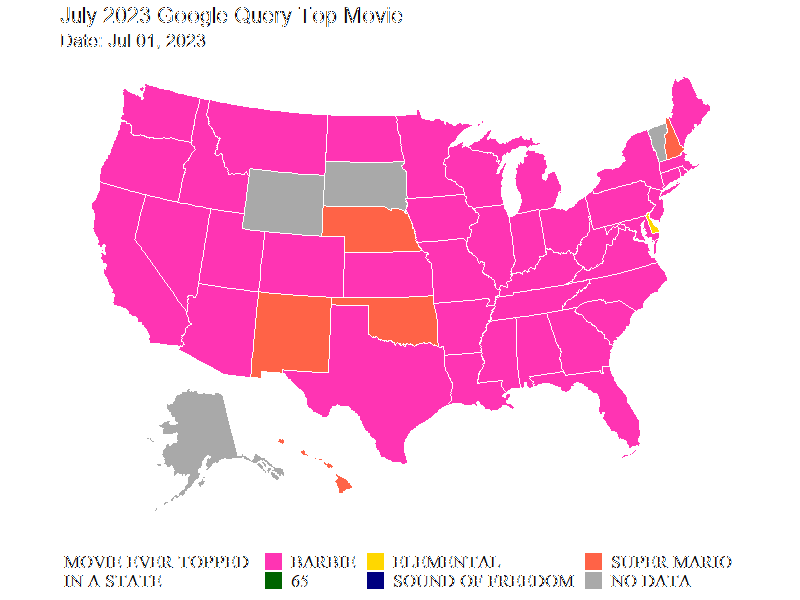 July 2023 Google Query Top Movie
Date: Jul 01, 2023
MOVIE EVER TOPPED BARBIE ELEMENTAL SUPER MARIO
IN A STATE 65 SOUND OF FREEDOM NO DATA